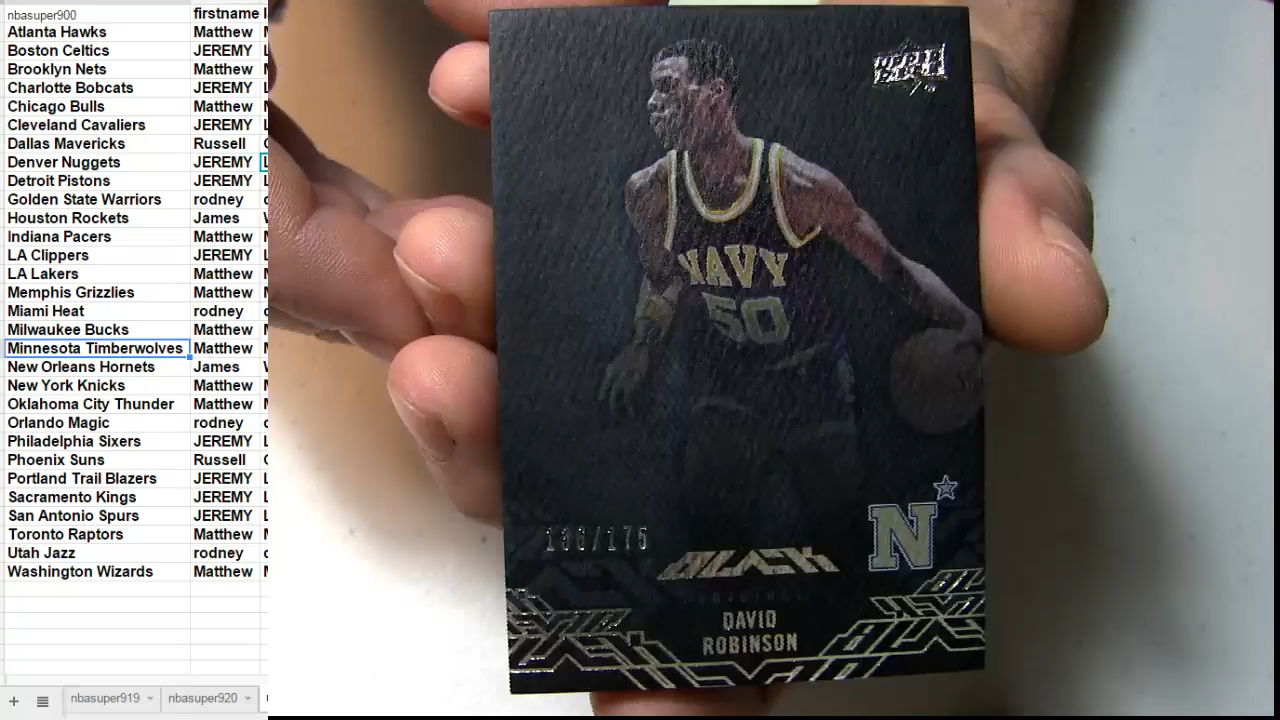 nbasuper900 firstname
Atlanta Hawks Matthew
Boston Celtics JEREMY
Brooklyn Nets Matthew
Charlotte Bobcats JEREMY
Chicago Bulls Matthew
Cleveland Cavaliers JEREMY
Dallas Mavericks Russell
Denver Nuggets JEREMY
Detroit Pistons JEREMY
Golden State Warriors rodney
Houston Rockets James
Indiana Pacers Matthew
LA Clippers JEREMY
LA Lakers Matthew
Memphis Grizzlies Matthew
Miami Heat rodney
Milwaukee Bucks Matthew
Minnesota Timberwolves Matthew
New Orleans Hornets James
New York Knicks Matthew
Oklahoma City Thunder Matthew
Orlando Magic rodney
Philadelphia Sixers JEREMY
Phoenix Suns Russell
Portland Trail Blazers JEREMY
Sacramento Kings JEREMY
San Antonio Spurs JEREMY
Toronto Raptors Matthew
Utah Jazz rodney
Washington Wizards Matthew
nbasuper919 nbasuper920
NAVY
50
N
BLACK
DAVID
ROBINSON